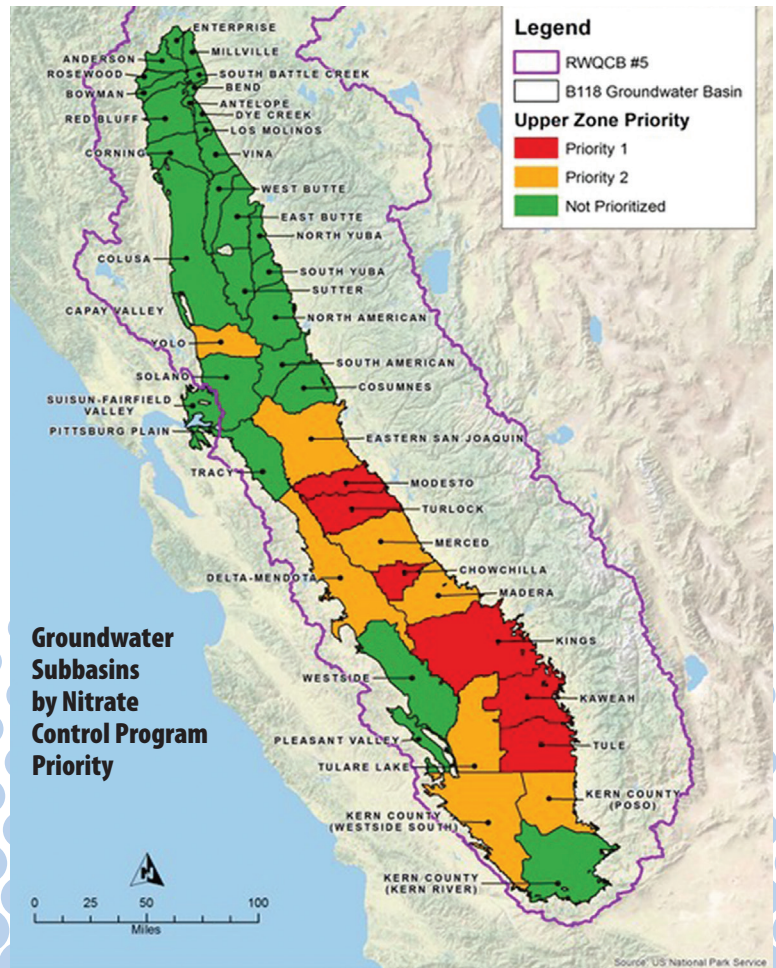 Legend
RWQCB #5
B118 Groundwater Basin
Upper Zone Priority
Priority 1
Priority 2
Not Prioritized
ENTERPRISE
MILLVILLE
ANDERSON
ROSEWOOD
SOUTH BATTLE CREEK
BEND
BOWMAN
ANTELOPE
DYE CREEK
RED BLUFF
LOS MOLINOS
CORNING
VINA
WEST BUTTE
EAST BUTTE
NORTH YUBA
COLUSA
SOUTH YUBA
SUTTER
CAPAY VALLEY
NORTH AMERICAN
YOLO
SOUTH AMERICAN
SOLANO
COSUMNES
SUISUN-FAIRFIELD
VALLEY
PITTSBURG PLAIN
EASTERN SAN JOAQUIN
TRACY
MODESTO
TURLOCK
MERCED
CHOWCHILLA
DELTA-MENDOTA
MADERA
KINGS
WESTSIDE
KAWEAH
PLEASANT VALLEY
TULE
TULARE LAKE
KERN COUNTY
(POSO)
KERN COUNTY
(WESTSIDE SOUTH)
KERN COUNTY
(KERN RIVER)
Groundwater
Subbasins
by Nitrate
Control Program
Priority
N
0 25 50 100
Miles
Source: US National Park Service